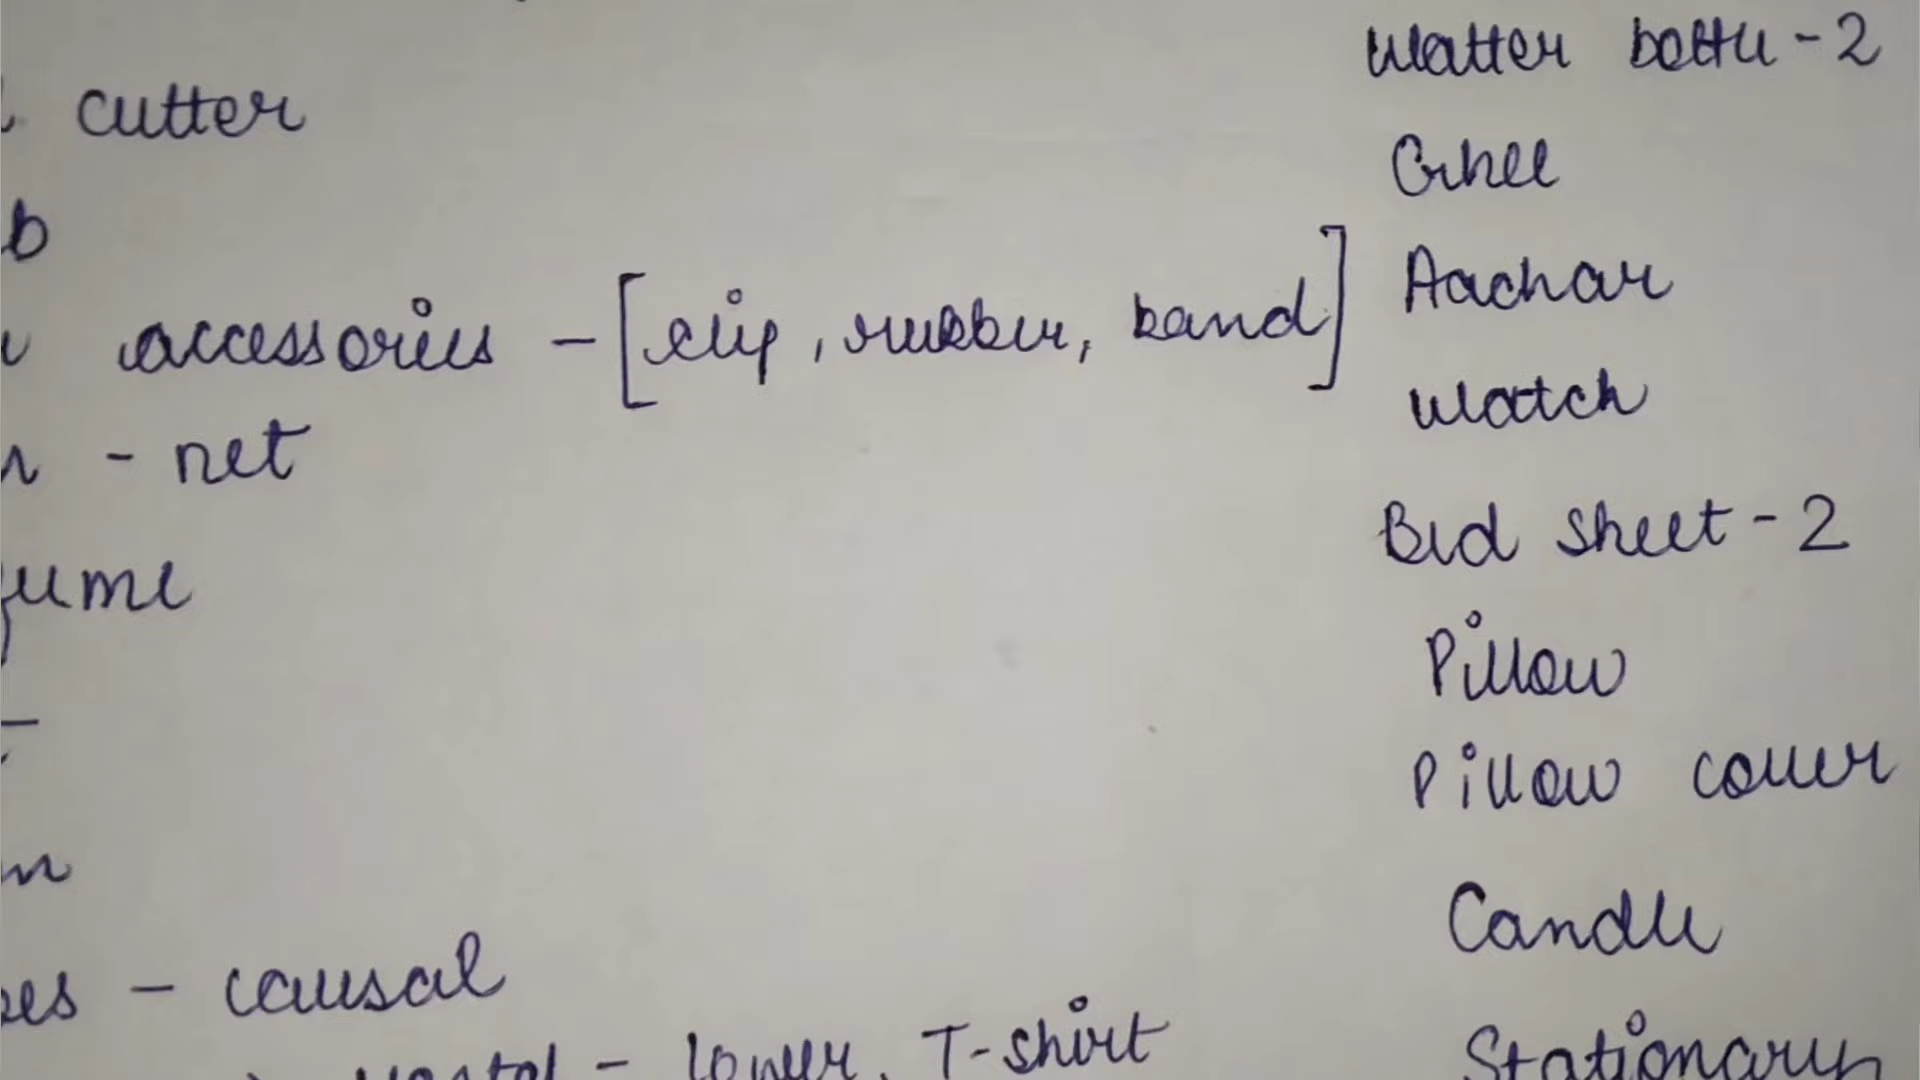 cutter
b
accessories - [clip, rubber, band]
- net
ume
n
es - causal
- lower, T-shirt
Watter bottle - 2
Ghee
Aachar
Watch
Bed sheet - 2
Pillow
Pillow cover
Candle
Stationary